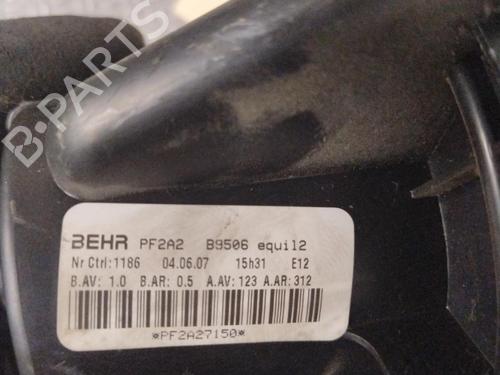 B-PARTS
BEHR PF2A2 B9506 equil2
Nr Ctrl:1186 04.06.07 15h31 E12
B.AV: 1.0 B.AR: 0.5 A.AV: 123 A.AR: 312
*PF2A27150*